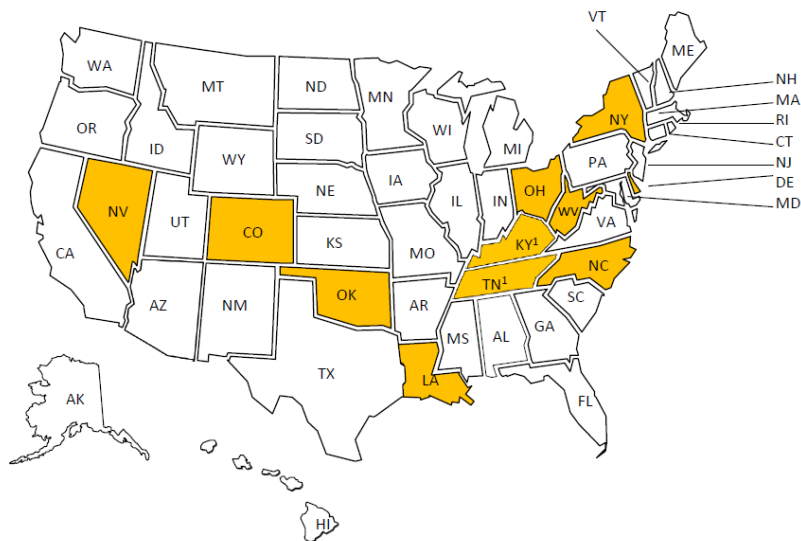 VT
ME
WA
MT
ND
MN
NH
MA
RI
CT
NJ
DE
MD
OR
ID
SD
WI
MI
NY
WY
IA
PA
NE
IL
IN
OH
NV
UT
CO
KS
MO
WV
VA
CA
KY¹
AZ
NM
OK
AR
TN¹
NC
SC
MS
AL
GA
TX
LA
FL
AK
HI